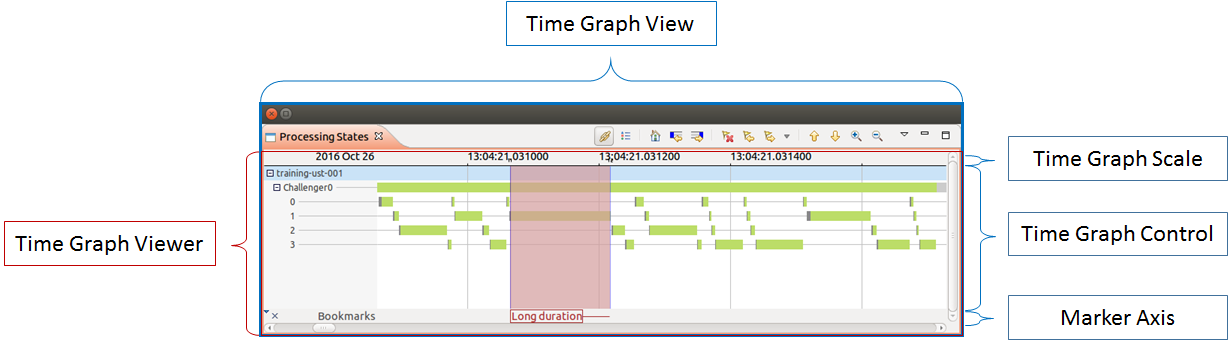 Time Graph View
Processing States
2016 Oct 26 13:04:21.031000 13:04:21.031200 13:04:21.031400
Time Graph Scale
training-ust-001
Challenger0
0
1
2
3
Time Graph Viewer
Time Graph Control
Bookmarks Long duration
Marker Axis